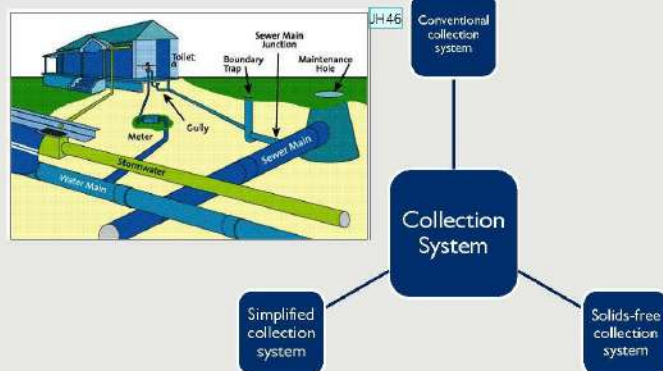 JH46
Conventional
collection
system
Sewer Main
Junction
Toilet
Boundary
Trap
Maintenance
Hole
Meter
Gully
Sewer Main
Stormwater
Water Main
Collection
System
Simplified
collection
system
Solids-free
collection
system